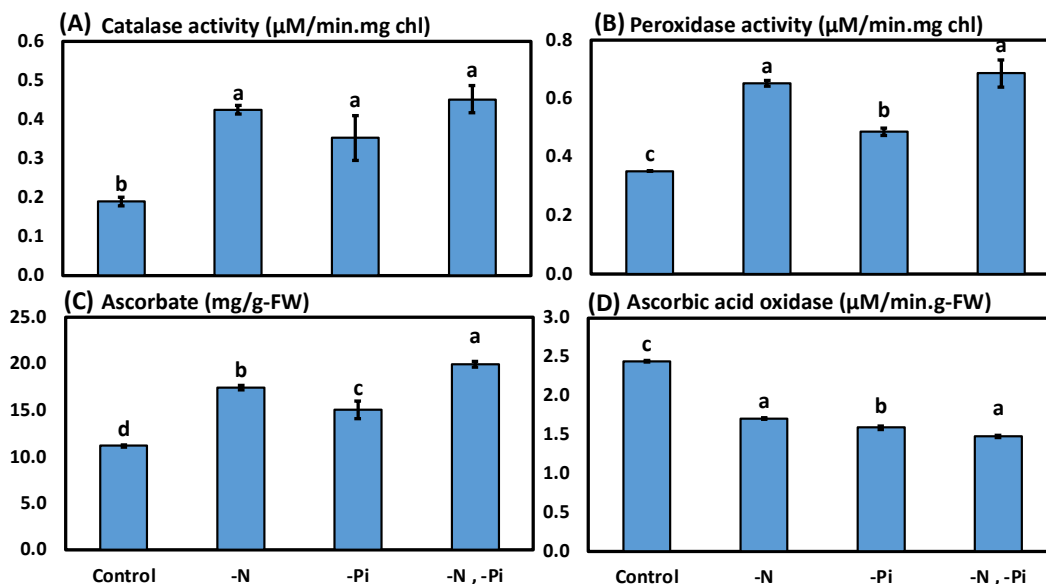 (A) Catalase activity (µM/min.mg chl)
0.6
0.5
0.4
0.3
0.2
0.1
0.0
b
a
a
a
(B) Peroxidase activity (µM/min.mg chl)
0.8
0.6
0.4
0.2
0.0
c
a
b
a
(C) Ascorbate (mg/g-FW)
25.0
20.0
15.0
10.0
5.0
0.0
d
b
c
a
Control
-N
-Pi
-N , -Pi
(D) Ascorbic acid oxidase (µM/min.g-FW)
3.0
2.5
2.0
1.5
1.0
0.5
0.0
c
a
b
a
Control
-N
-Pi
-N , -Pi